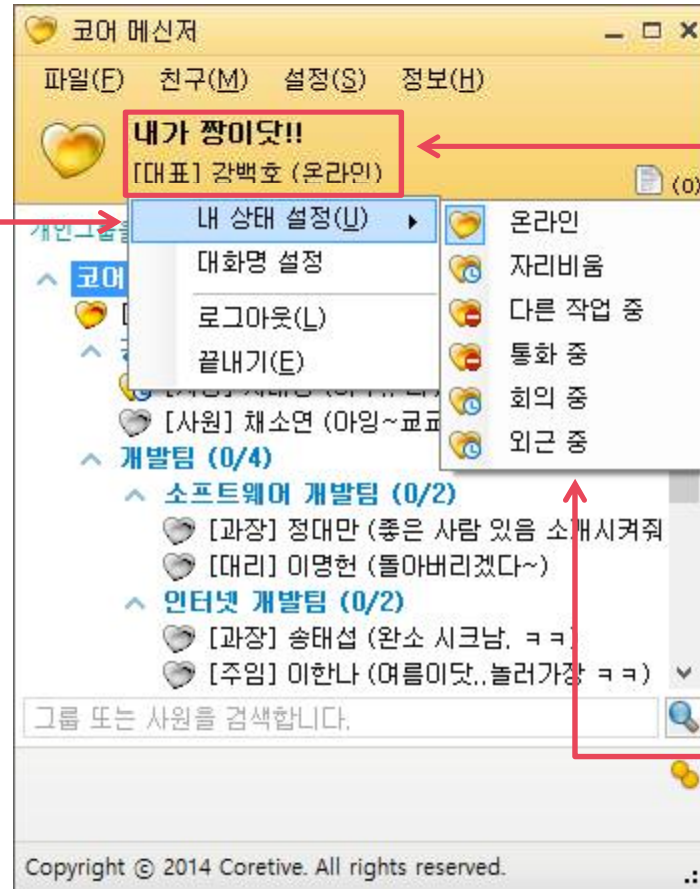 코어 메신저
파일(F) 친구(M) 설정(S) 정보(H)
내가 짱이닷!!
[대표] 강백호 (온라인)
(0)
개인그룹을
내 상태 설정(U)
대화명 설정
로그아웃(L)
끝내기(E)
온라인
자리비움
다른 작업 중
통화 중
회의 중
외근 중
코어
[사원] 채소연 (아잉~
개발팀 (0/4)
소프트웨어 개발팀 (0/2)
[과장] 정대만 (좋은 사람 있음 소개시켜줘
[대리] 이명헌 (돌아버리겠다~)
인터넷 개발팀 (0/2)
[과장] 송태섭 (완소 시크남, ㅋㅋ)
[주임] 이한나 (여름이닷,,놀러가장 ㅋㅋ)
그룹 또는 사원을 검색합니다.
Copyright © 2014 Coretive. All rights reserved.